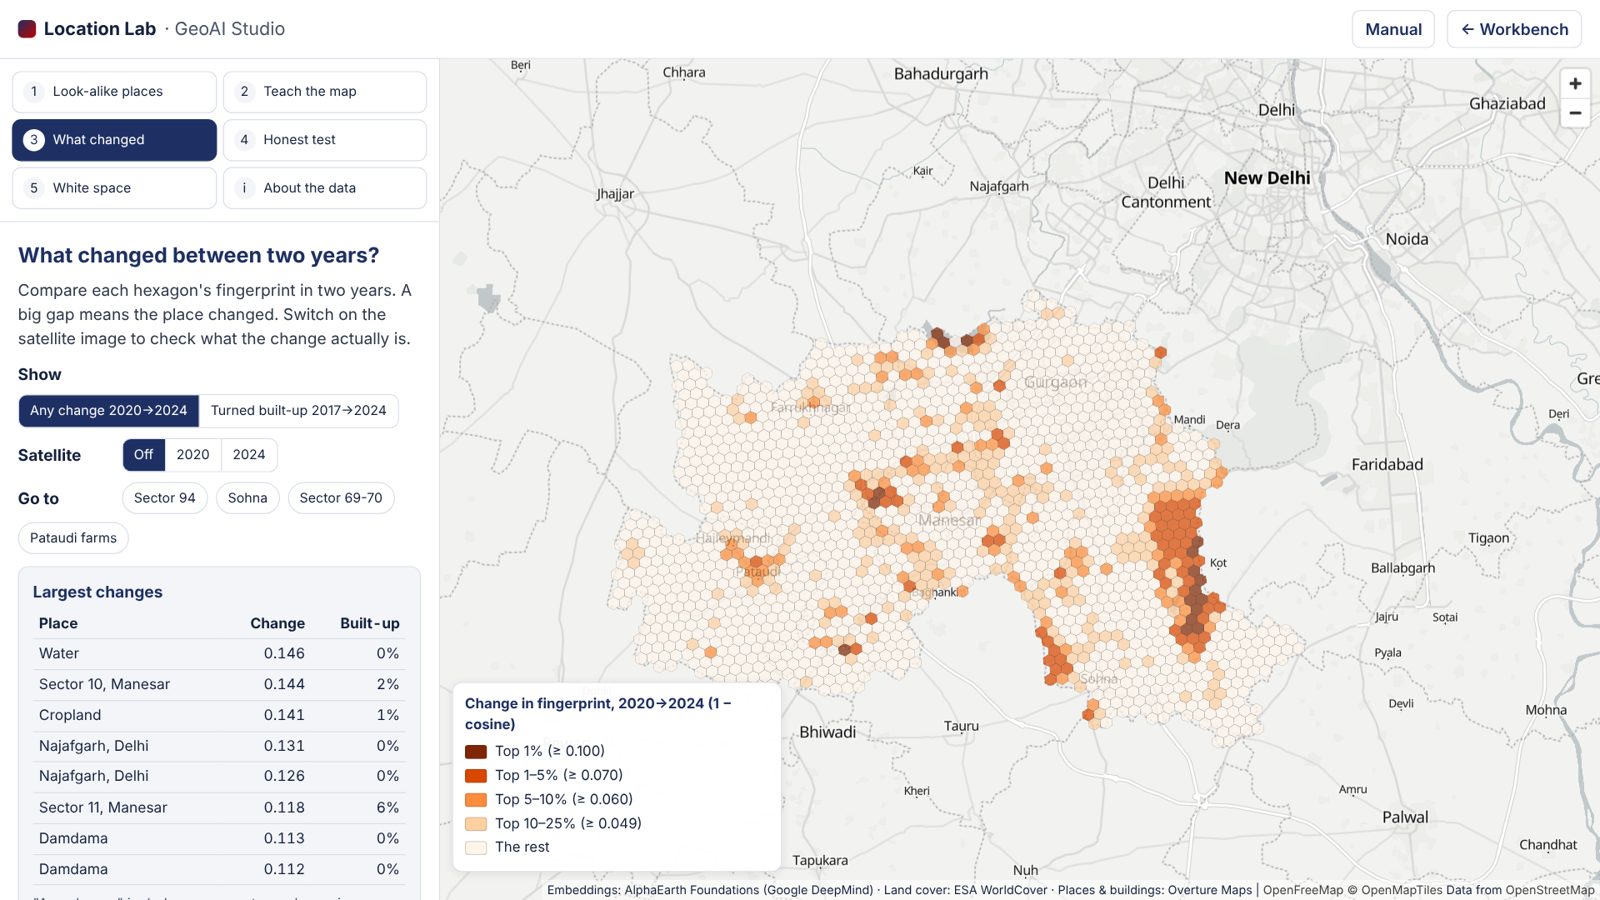 Location Lab · GeoAI Studio
Manual
← Workbench
1 Look-alike places
2 Teach the map
3 What changed
4 Honest test
5 White space
i About the data
What changed between two years?
Compare each hexagon's fingerprint in two years. A
big gap means the place changed. Switch on the
satellite image to check what the change actually is.
Show
Any change 2020→2024
Turned built-up 2017→2024
Satellite
Off
2020
2024
Go to
Sector 94
Sohna
Sector 69-70
Pataudi farms
Largest changes
Place Change Built-up
Water 0.146 0%
Sector 10, Manesar 0.144 2%
Cropland 0.141 1%
Najafgarh, Delhi 0.131 0%
Najafgarh, Delhi 0.126 0%
Sector 11, Manesar 0.118 6%
Damdama 0.113 0%
Damdama 0.112 0%
Beri
Chhara
Bahadurgarh
Delhi
Ghaziabad
+
−
Kair
Najafgarh
Delhi
Cantonment
New Delhi
Jhajjar
Noida
Gurgaon
Gre
Farrukhnagar
Mandi
Dera
Deri
Faridabad
Manesar
Haileymandi
Pataudi
Kot
Tigaon
Ballabgarh
Baghanki
Jajru
Sotai
Pyala
Sohna
Devli
Mohna
Tauru
Bhiwadi
Kheri
Amru
Palwal
Chandhat
Tapukara
Nuh
Change in fingerprint, 2020→2024 (1 –
cosine)
Top 1% (≥ 0.100)
Top 1–5% (≥ 0.070)
Top 5–10% (≥ 0.060)
Top 10–25% (≥ 0.049)
The rest
Embeddings: AlphaEarth Foundations (Google DeepMind) · Land cover: ESA WorldCover · Places & buildings: Overture Maps | OpenFreeMap © OpenMapTiles Data from OpenStreetMap